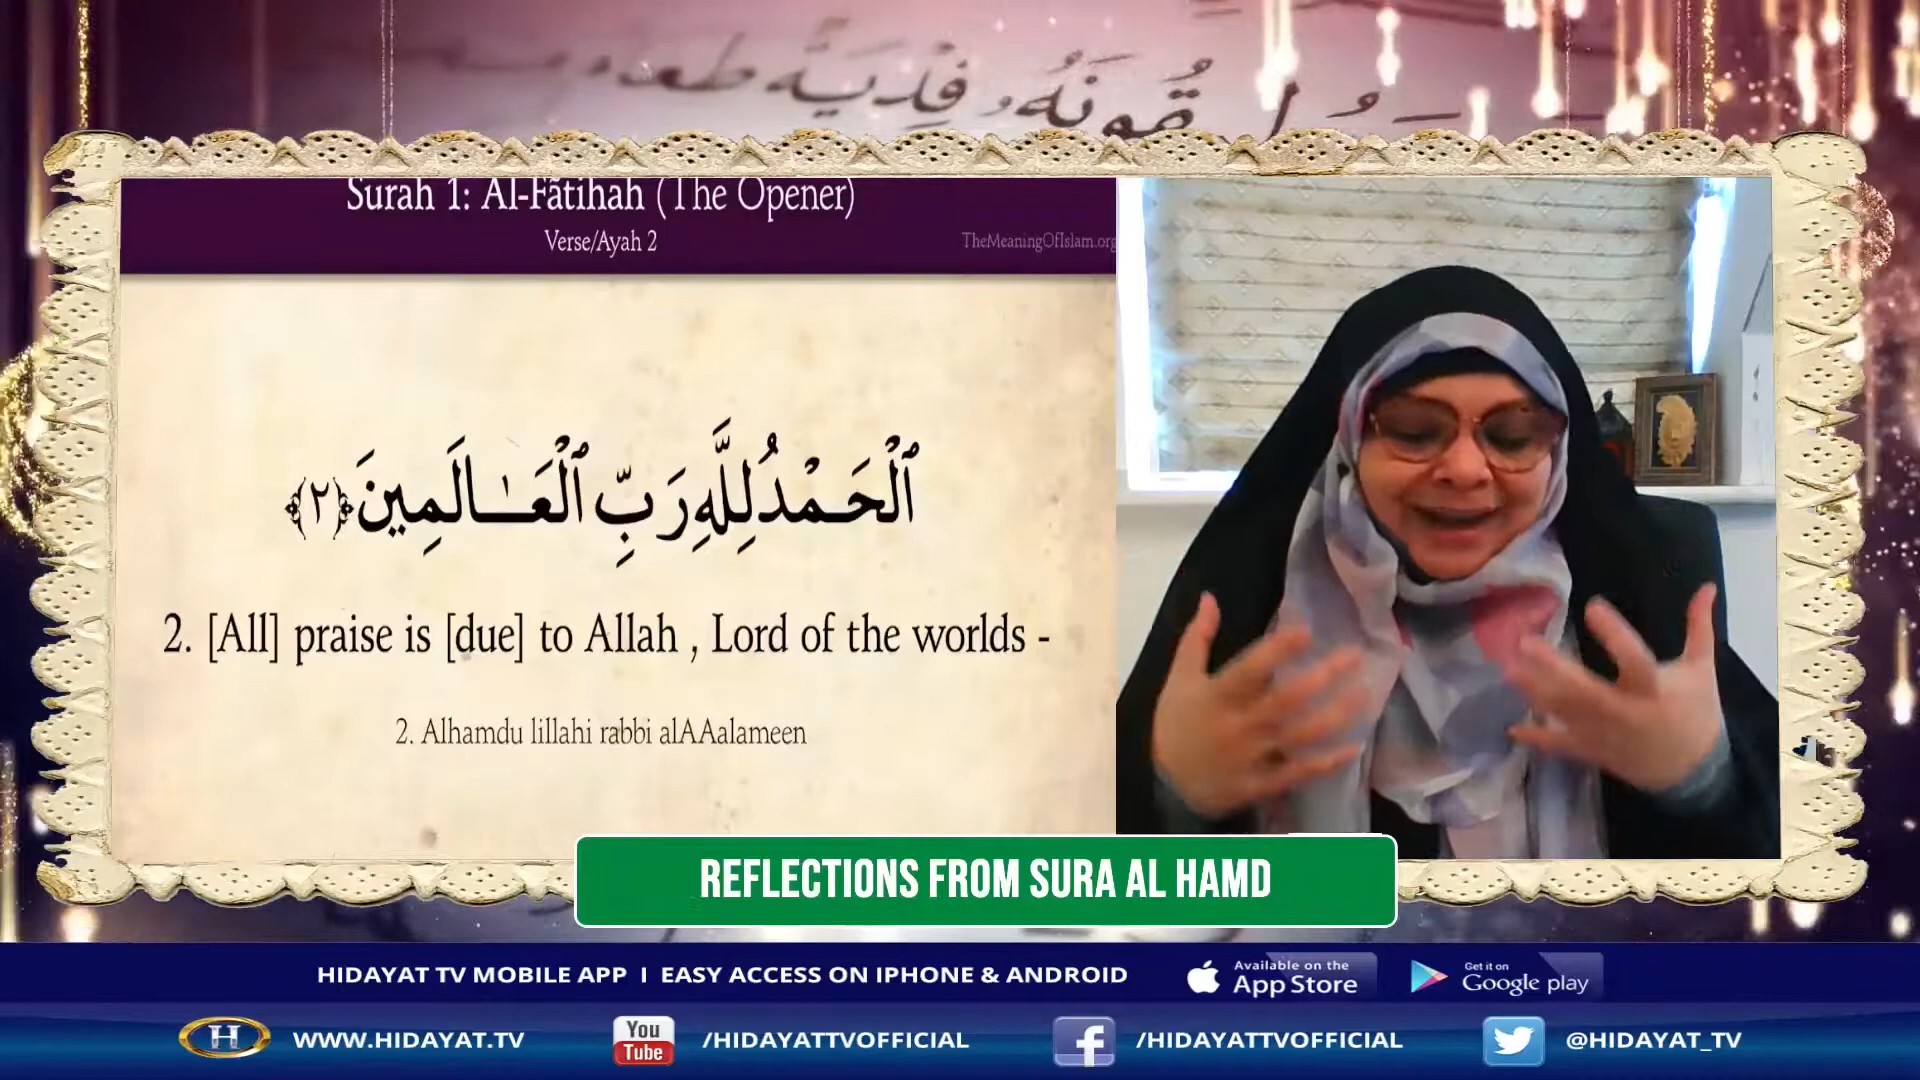 قُونَهُ فِدْيَةٌ طعا
Surah 1: Al-Fãtihah (The Opener)
Verse/Ayah 2
TheMeaningOfIslam.org
ٱلْحَمْدُ لِلَّهِ رَبِّ ٱلْعَـٰلَمِينَ ﴿٢﴾
2. [All] praise is [due] to Allah , Lord of the worlds -
2. Alhamdu lillahi rabbi alAAalameen
REFLECTIONS FROM SURA AL HAMD
HIDAYAT TV MOBILE APP I EASY ACCESS ON IPHONE & ANDROID
Available on the
App Store
Get it on
Google play
H
WWW.HIDAYAT.TV
You
Tube
/HIDAYATTVOFFICIAL
f
/HIDAYATTVOFFICIAL
@HIDAYAT_TV